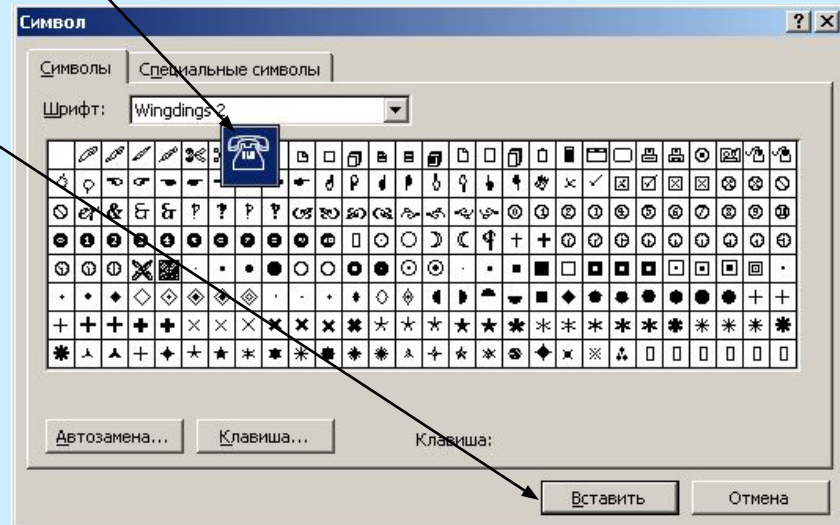 Символ
Символы
Специальные символы
Шрифт:
Wingdings 2
Автозамена...
Клавиша...
Клавиша:
Вставить
Отмена